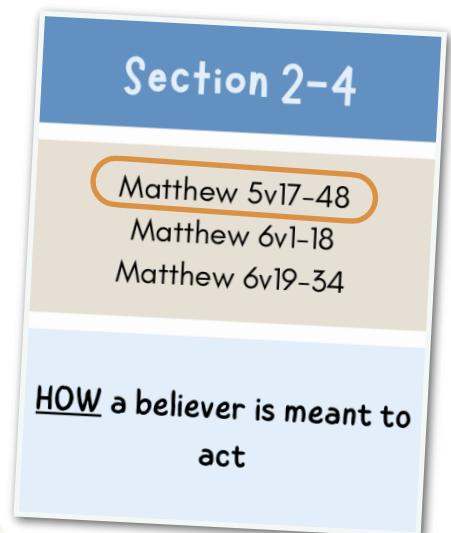 Section 2-4
Matthew 5v17-48
Matthew 6v1-18
Matthew 6v19-34
HOW a believer is meant to
act